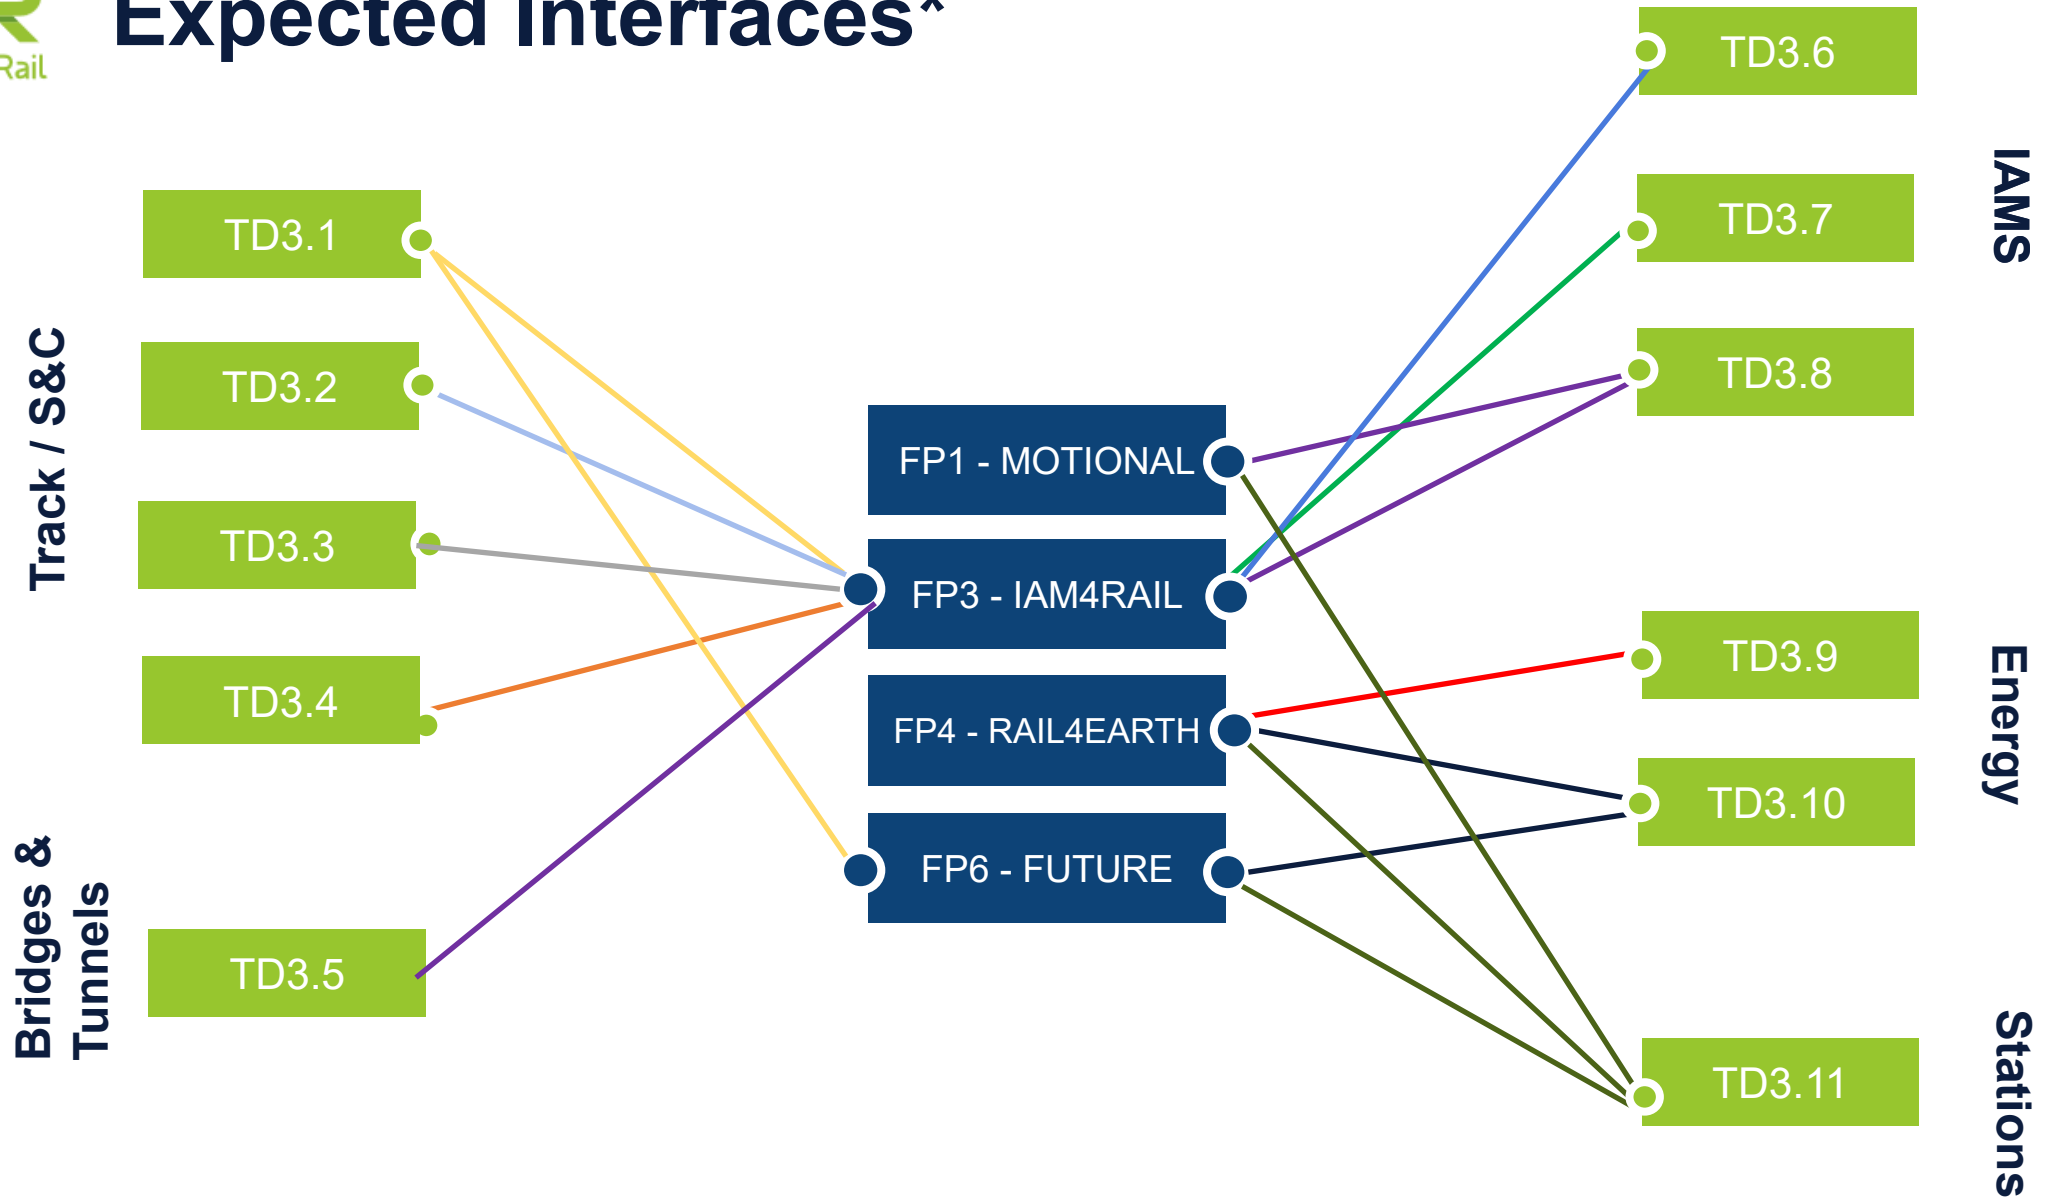 Rail
Expected Interfaces*
Track / S&C
Bridges &
Tunnels
TD3.1
TD3.2
TD3.3
TD3.4
TD3.5
FP1 - MOTIONAL
FP3 - IAM4RAIL
FP4 - RAIL4EARTH
FP6 - FUTURE
TD3.6
TD3.7
TD3.8
TD3.9
TD3.10
TD3.11
IAMS
Energy
Stations